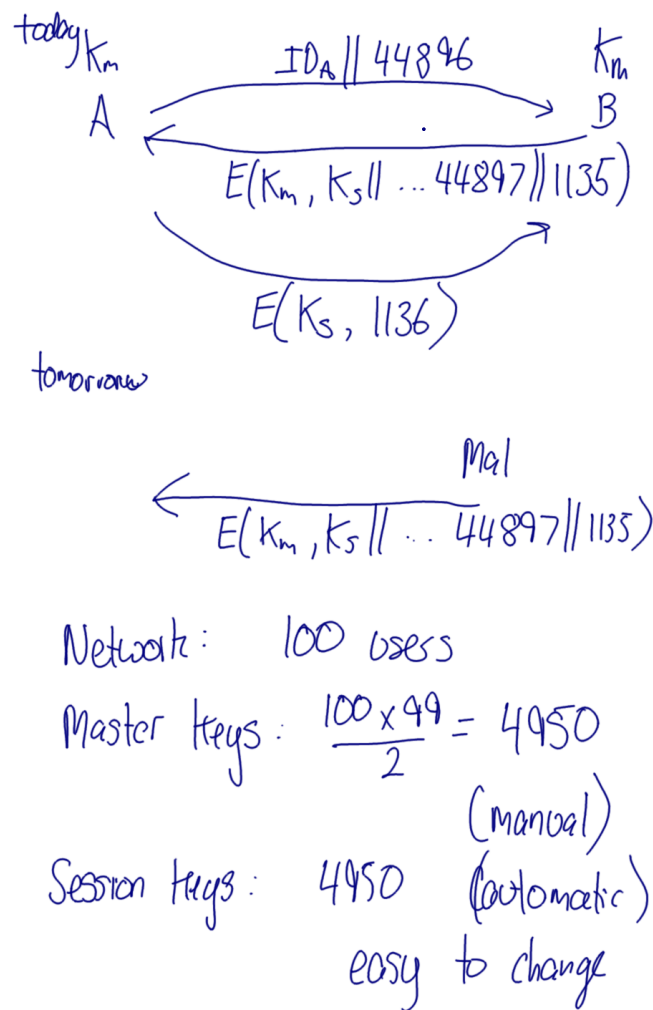 today
Km IDA || 44896 Km
A B
E(Km, Ks|| ... 44897||1135)
E(Ks, 1136)
tomorrow
Mal
E(Km, Ks|| ... 44897||1135)
Network: 100 users
Master Keys: 100 x 99 / 2 = 4950
(manual)
Session Keys: 4950 (automatic)
easy to change